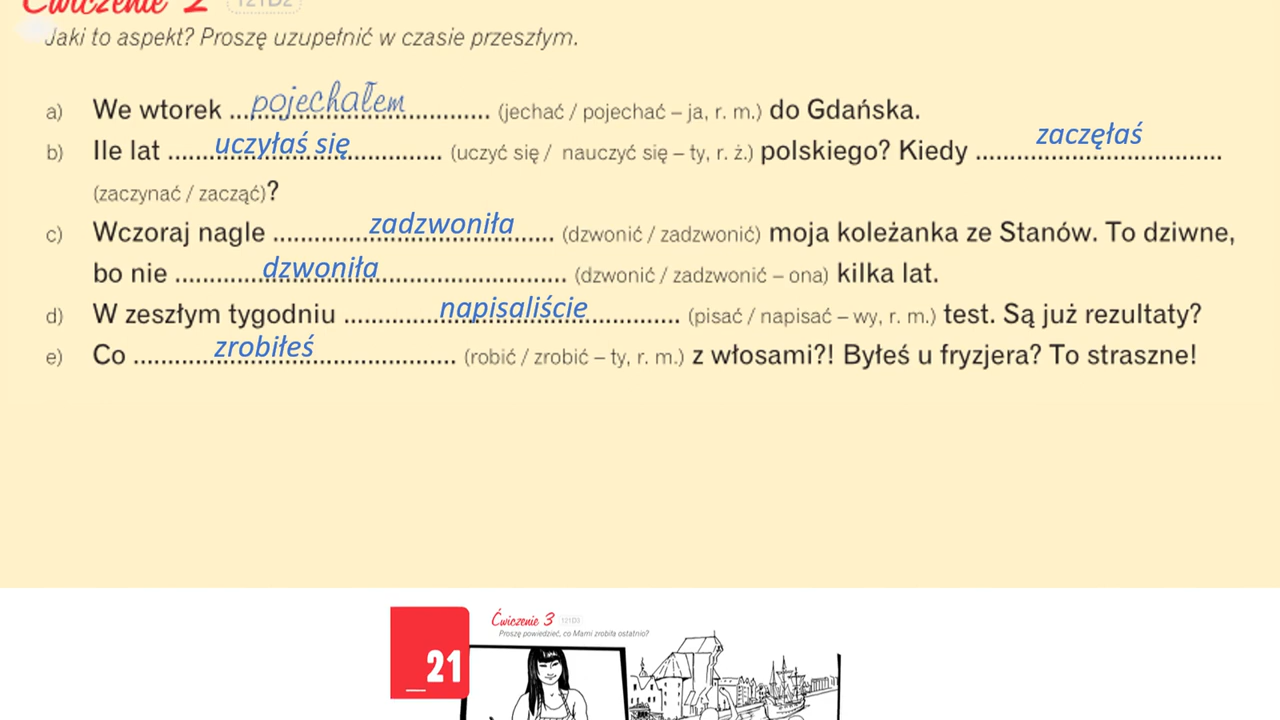 Ćwiczenie 2 121D2
Jaki to aspekt? Proszę uzupełnić w czasie przeszłym.
a) We wtorek ... pojechałem ... (jechać / pojechać – ja, r. m.) do Gdańska.
b) Ile lat ... uczyłaś się ... (uczyć się / nauczyć się – ty, r. ż.) polskiego? Kiedy ... zaczęłaś ...
(zaczynać / zacząć)?
c) Wczoraj nagle ... zadzwoniła ... (dzwonić / zadzwonić) moja koleżanka ze Stanów. To dziwne,
bo nie ... dzwoniła ... (dzwonić / zadzwonić – ona) kilka lat.
d) W zeszłym tygodniu ... napisaliście ... (pisać / napisać – wy, r. m.) test. Są już rezultaty?
e) Co ... zrobiłeś ... (robić / zrobić – ty, r. m.) z włosami?! Byłeś u fryzjera? To straszne!
Ćwiczenie 3 121D3
Proszę powiedzieć, co Marni zrobiła ostatnio?
_21